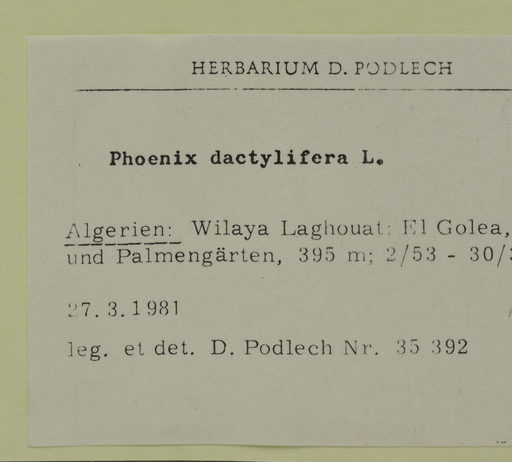 HERBARIUM D. PODLECH
Phoenix dactylifera L.
Algerien: Wilaya Laghouat: El Golea,
und Palmengärten, 395 m; 2/53 - 30/
27.3.1981
leg. et det. D. Podlech Nr. 35 392